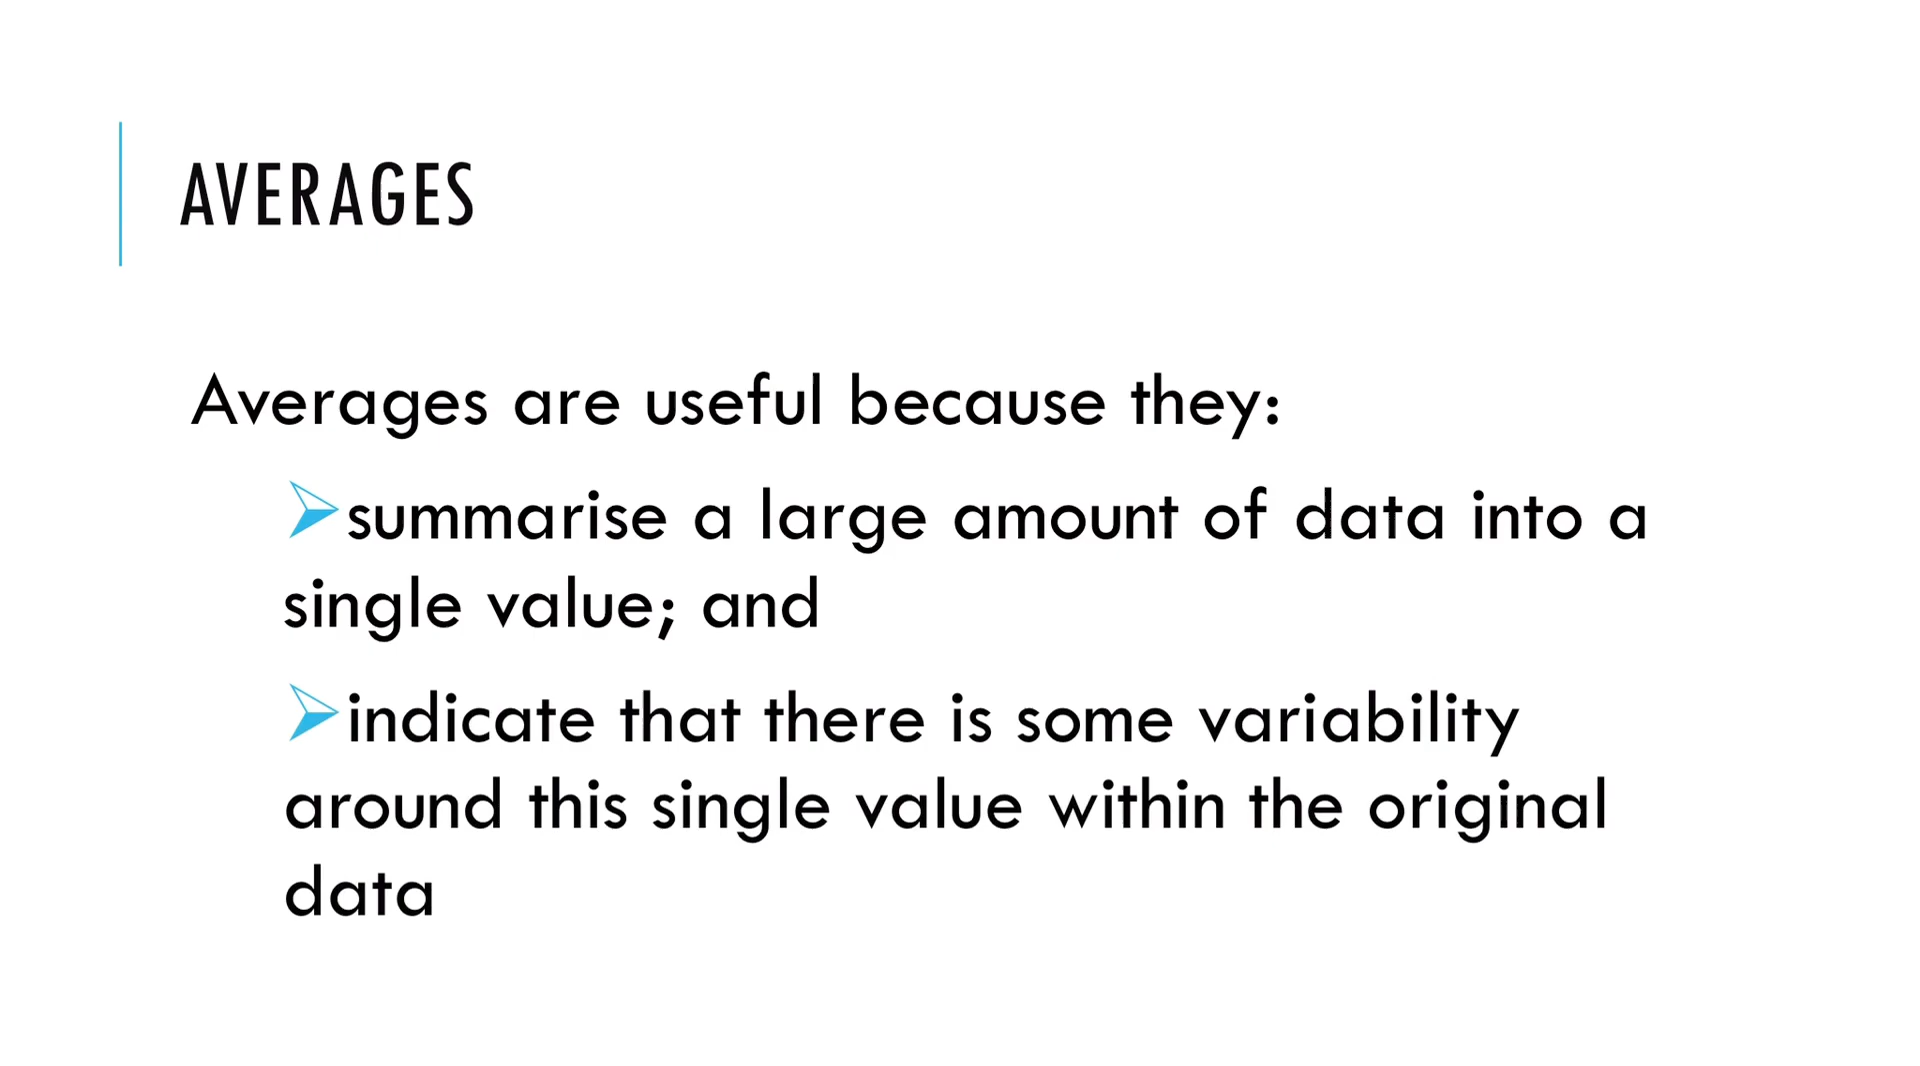 AVERAGES
Averages are useful because they:
➢summarise a large amount of data into a
single value; and
➢indicate that there is some variability
around this single value within the original
data